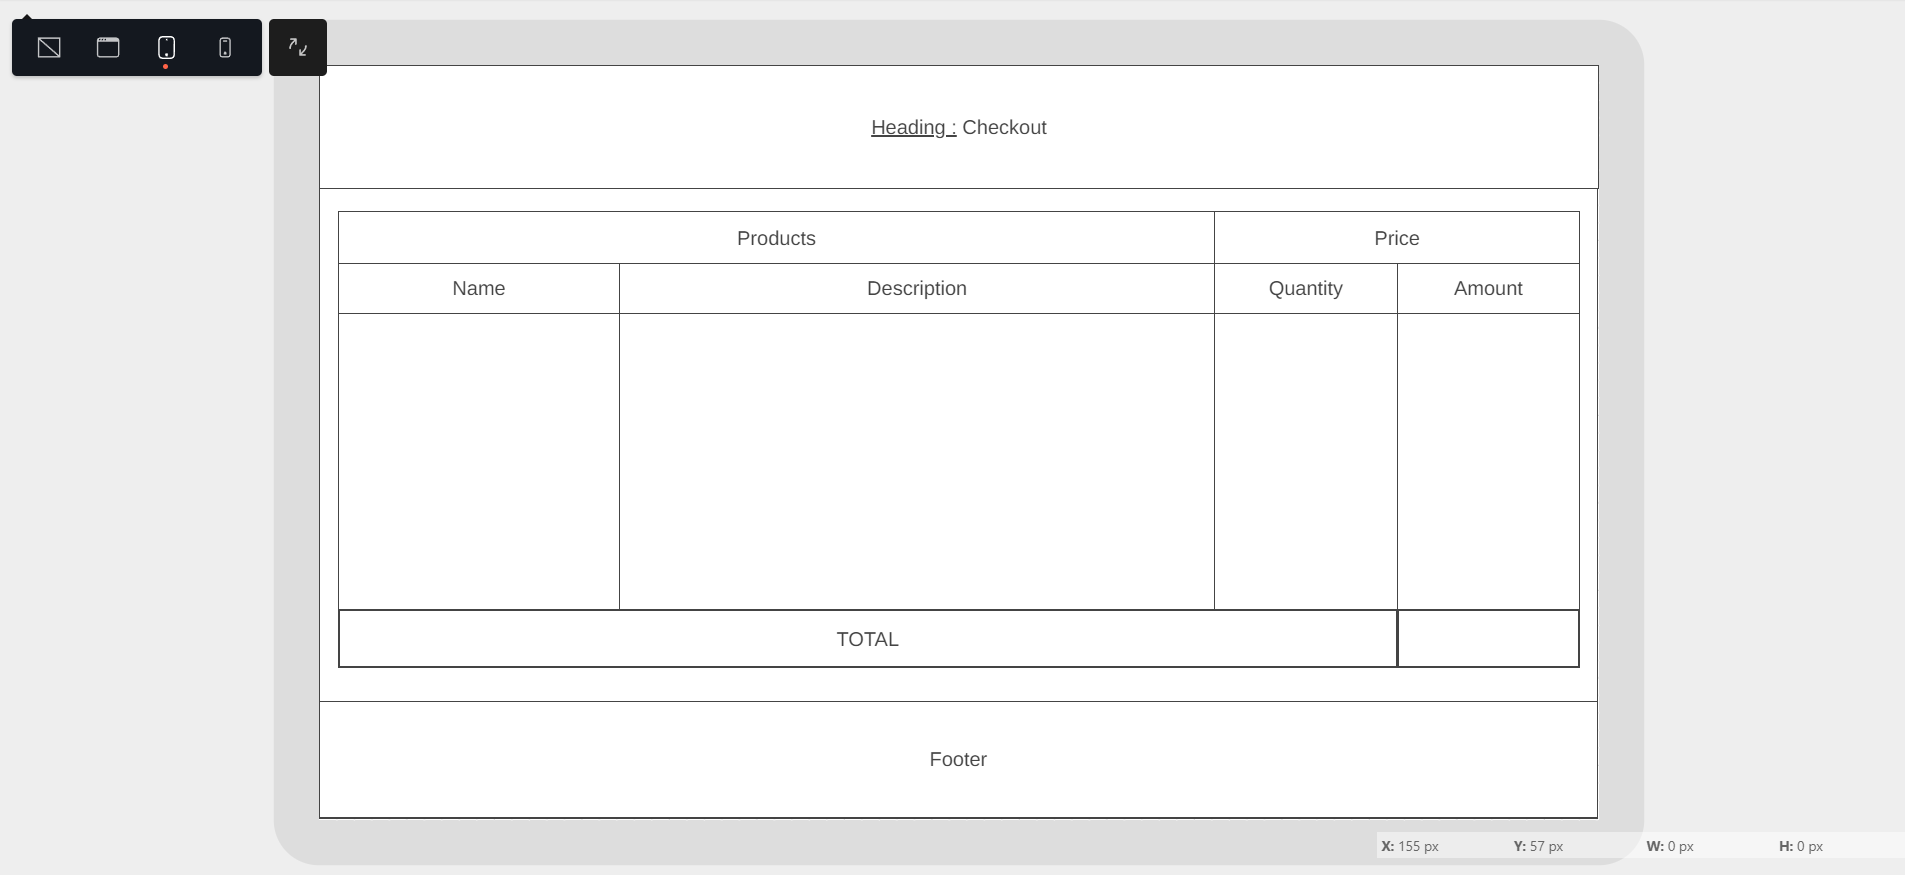 Heading : Checkout
Products Price
Name Description Quantity Amount
TOTAL
Footer
X: 155 px Y: 57 px W: 0 px H: 0 px